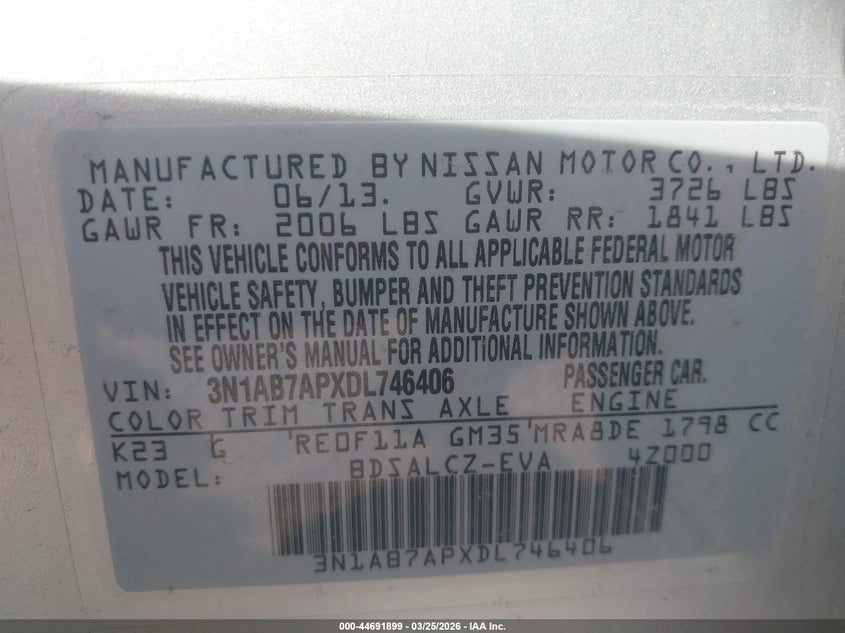 MANUFACTURED BY NISSAN MOTOR CO., LTD.
DATE: 06/13. GVWR: 3726 LBS
GAWR FR: 2006 LBS GAWR RR: 1841 LBS
THIS VEHICLE CONFORMS TO ALL APPLICABLE FEDERAL MOTOR
VEHICLE SAFETY, BUMPER AND THEFT PREVENTION STANDARDS
IN EFFECT ON THE DATE OF MANUFACTURE SHOWN ABOVE.
SEE OWNER'S MANUAL FOR ADDITIONAL INFORMATION.
VIN: 3N1AB7APXDL746406 PASSENGER CAR.
COLOR TRIM TRANS AXLE ENGINE
K23 G RE0F11A GM35 MRA8DE 1798 CC
MODEL: BDSALCZ-EVA 4Z000
3N1AB7APXDL746406
000-44691899 | 03/25/2026 - IAA Inc.